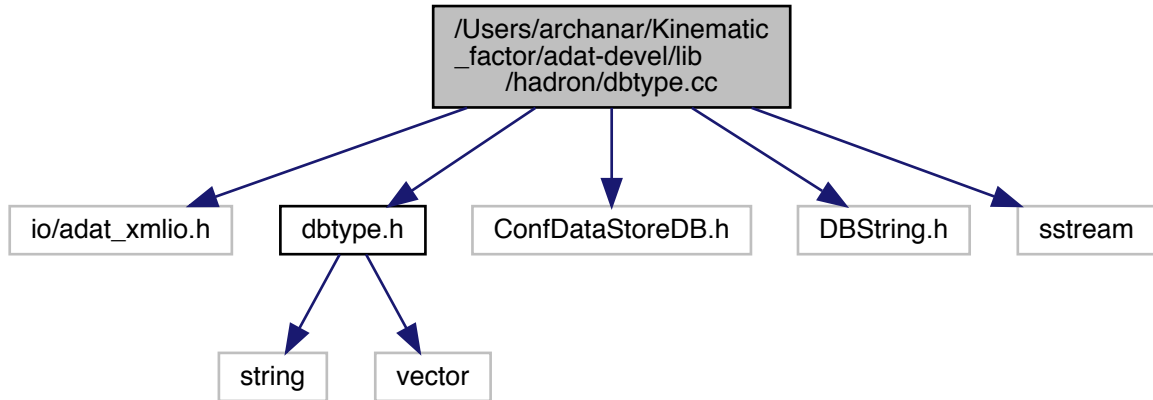 /Users/archanar/Kinematic
_factor/adat-devel/lib
/hadron/dbtype.cc
io/adat_xmlio.h
dbtype.h
ConfDataStoreDB.h
DBString.h
sstream
string
vector